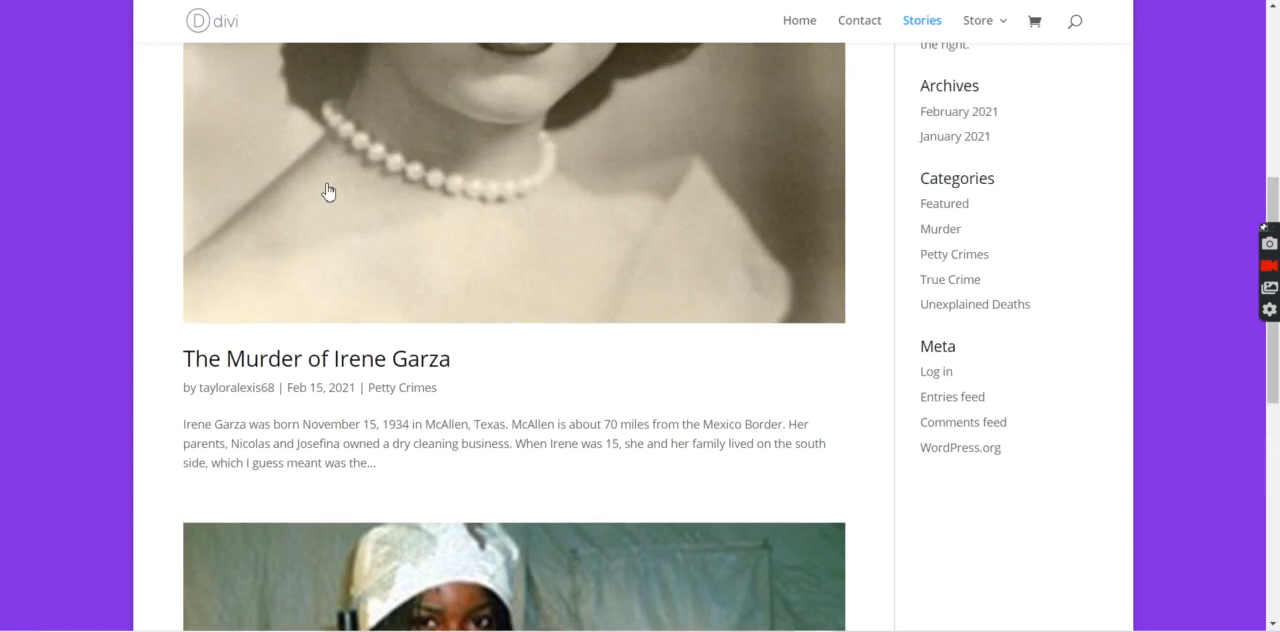 divi
Home Contact Stories Store
the right.
Archives
February 2021
January 2021
Categories
Featured
Murder
Petty Crimes
True Crime
Unexplained Deaths
Meta
Log in
Entries feed
Comments feed
WordPress.org
The Murder of Irene Garza
by tayloralexis68 | Feb 15, 2021 | Petty Crimes
Irene Garza was born November 15, 1934 in McAllen, Texas. McAllen is about 70 miles from the Mexico Border. Her
parents, Nicolas and Josefina owned a dry cleaning business. When Irene was 15, she and her family lived on the south
side, which I guess meant was the...